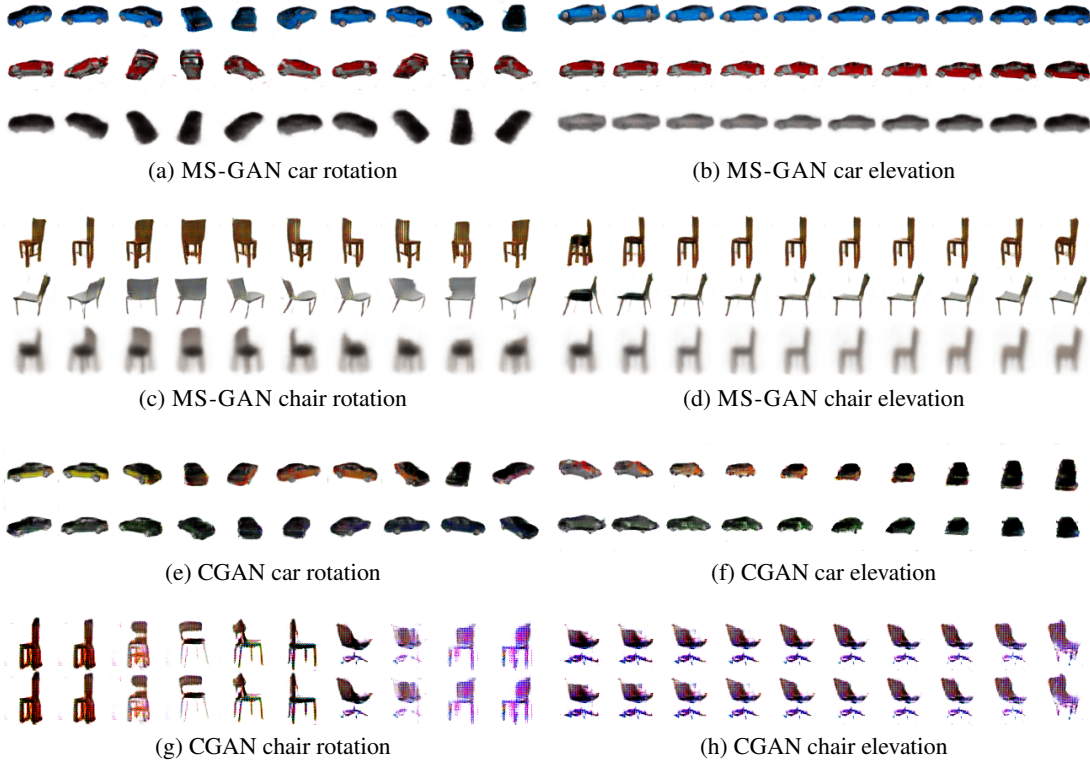 (a) MS-GAN car rotation
(b) MS-GAN car elevation
(c) MS-GAN chair rotation
(d) MS-GAN chair elevation
(e) CGAN car rotation
(f) CGAN car elevation
(g) CGAN chair rotation
(h) CGAN chair elevation